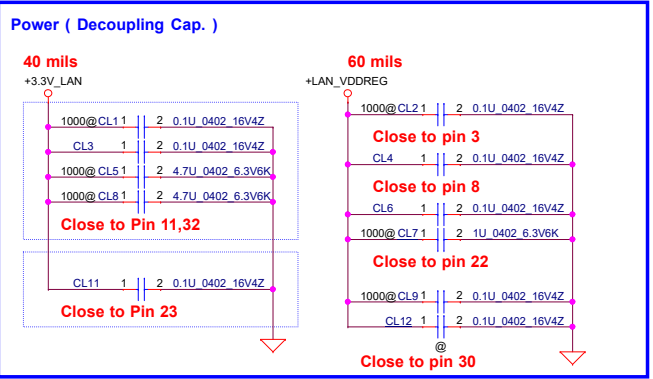 Power ( Decoupling Cap. )
40 mils
+3.3V_LAN
1000@ CL1 1 2 0.1U_0402_16V4Z
CL3 1 2 0.1U_0402_16V4Z
1000@ CL5 1 2 4.7U_0402_6.3V6K
1000@ CL8 1 2 4.7U_0402_6.3V6K
Close to Pin 11,32
CL11 1 2 0.1U_0402_16V4Z
Close to Pin 23
60 mils
+LAN_VDDREG
1000@ CL2 1 2 0.1U_0402_16V4Z
Close to pin 3
CL4 1 2 0.1U_0402_16V4Z
Close to pin 8
CL6 1 2 0.1U_0402_16V4Z
1000@ CL7 1 2 1U_0402_6.3V6K
Close to pin 22
1000@ CL9 1 2 0.1U_0402_16V4Z
CL12 1 2 0.1U_0402_16V4Z
@
Close to pin 30